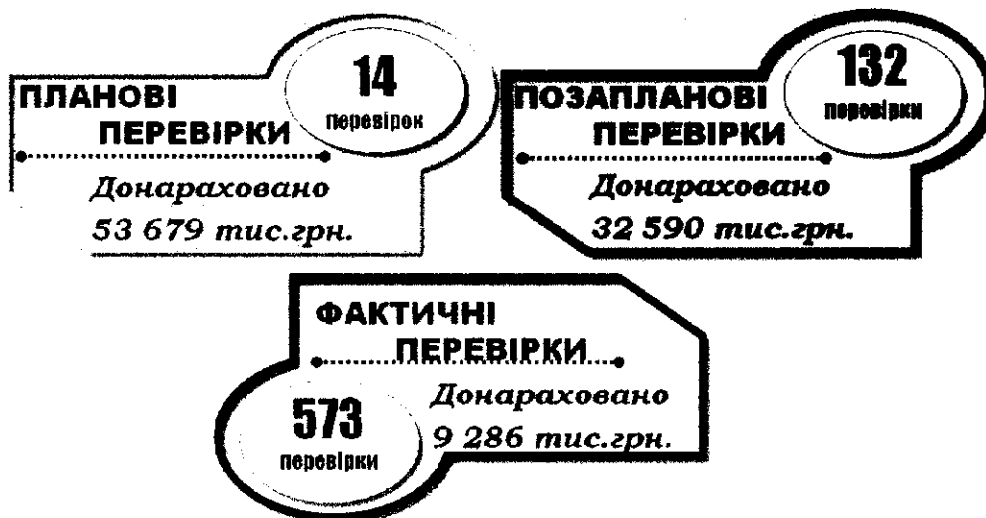 14
перевірок
ПЛАНОВІ
ПЕРЕВІРКИ
Донараховано
53 679 тис.грн.
132
перевірки
ПОЗАПЛАНОВІ
ПЕРЕВІРКИ
Донараховано
32 590 тис.грн.
ФАКТИЧНІ
ПЕРЕВІРКИ
573
перевірки
Донараховано
9 286 тис.грн.